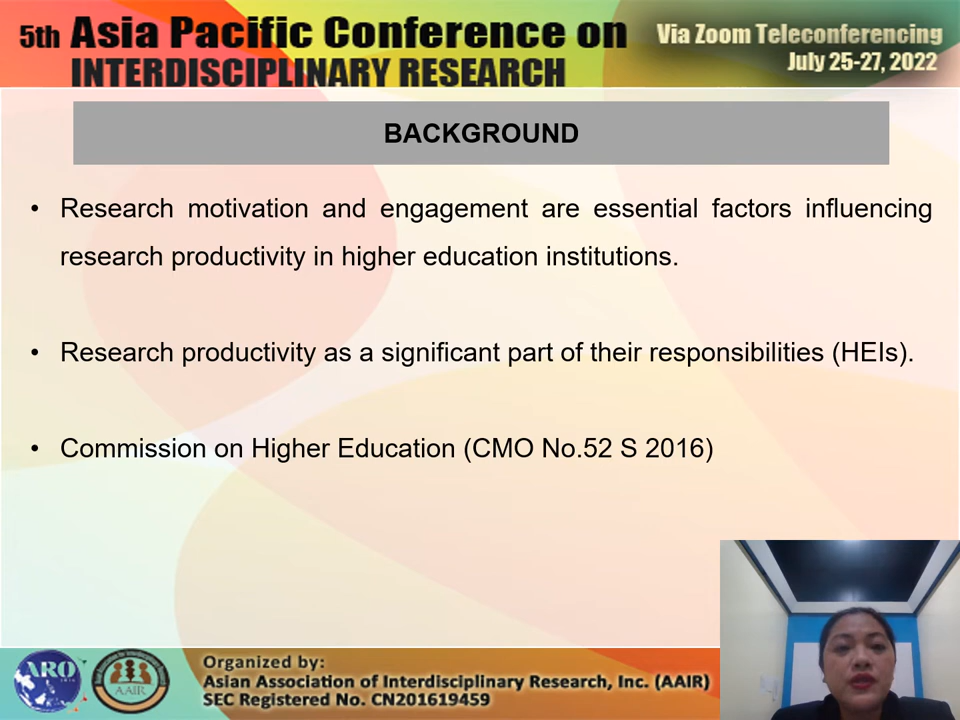 5th Asia Pacific Conference on
INTERDISCIPLINARY RESEARCH
Via Zoom Teleconferencing
July 25-27, 2022
BACKGROUND
• Research motivation and engagement are essential factors influencing
research productivity in higher education institutions.
• Research productivity as a significant part of their responsibilities (HEIs).
• Commission on Higher Education (CMO No.52 S 2016)
ARO
AAIR
Organized by:
Asian Association of Interdisciplinary Research, Inc. (AAIR)
SEC Registered No. CN201619459